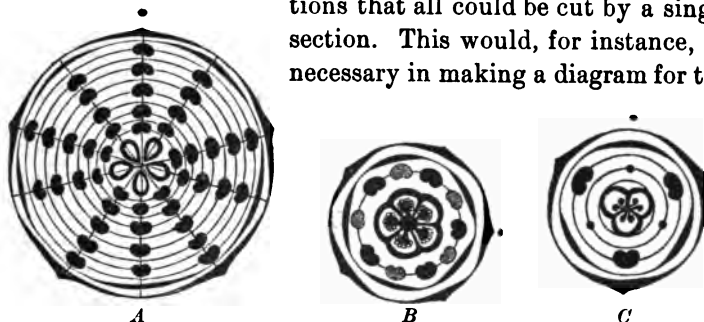 tions that all could be cut by a sing
section. This would, for instance,
necessary in making a diagram for t
A
B
C